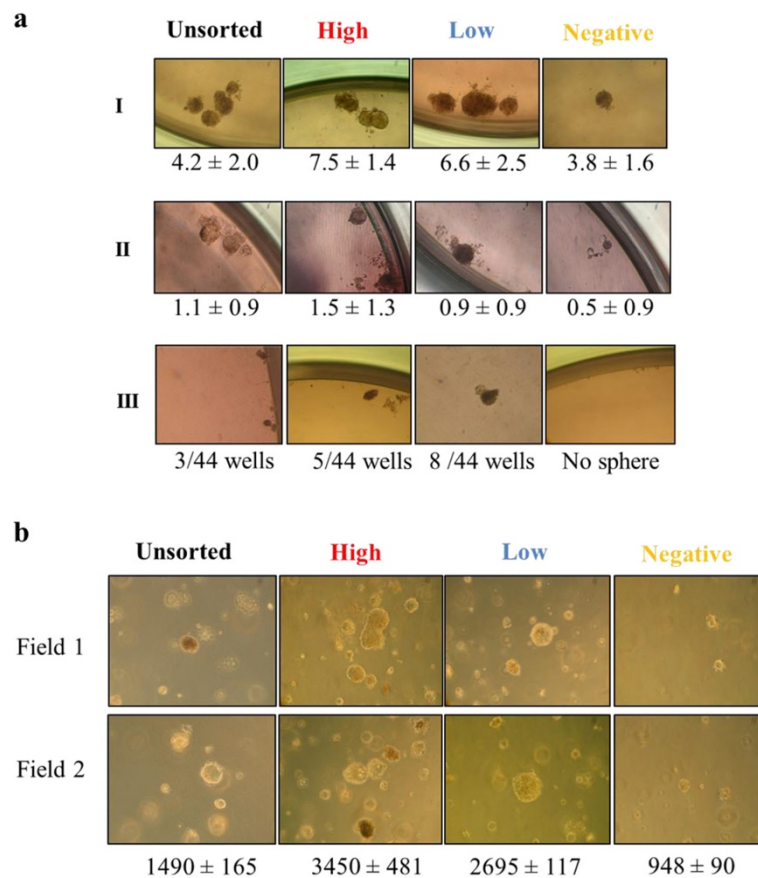 a
Unsorted High Low Negative
I
4.2 ± 2.0 7.5 ± 1.4 6.6 ± 2.5 3.8 ± 1.6
II
1.1 ± 0.9 1.5 ± 1.3 0.9 ± 0.9 0.5 ± 0.9
III
3/44 wells 5/44 wells 8 /44 wells No sphere
b
Unsorted High Low Negative
Field 1
Field 2
1490 ± 165 3450 ± 481 2695 ± 117 948 ± 90